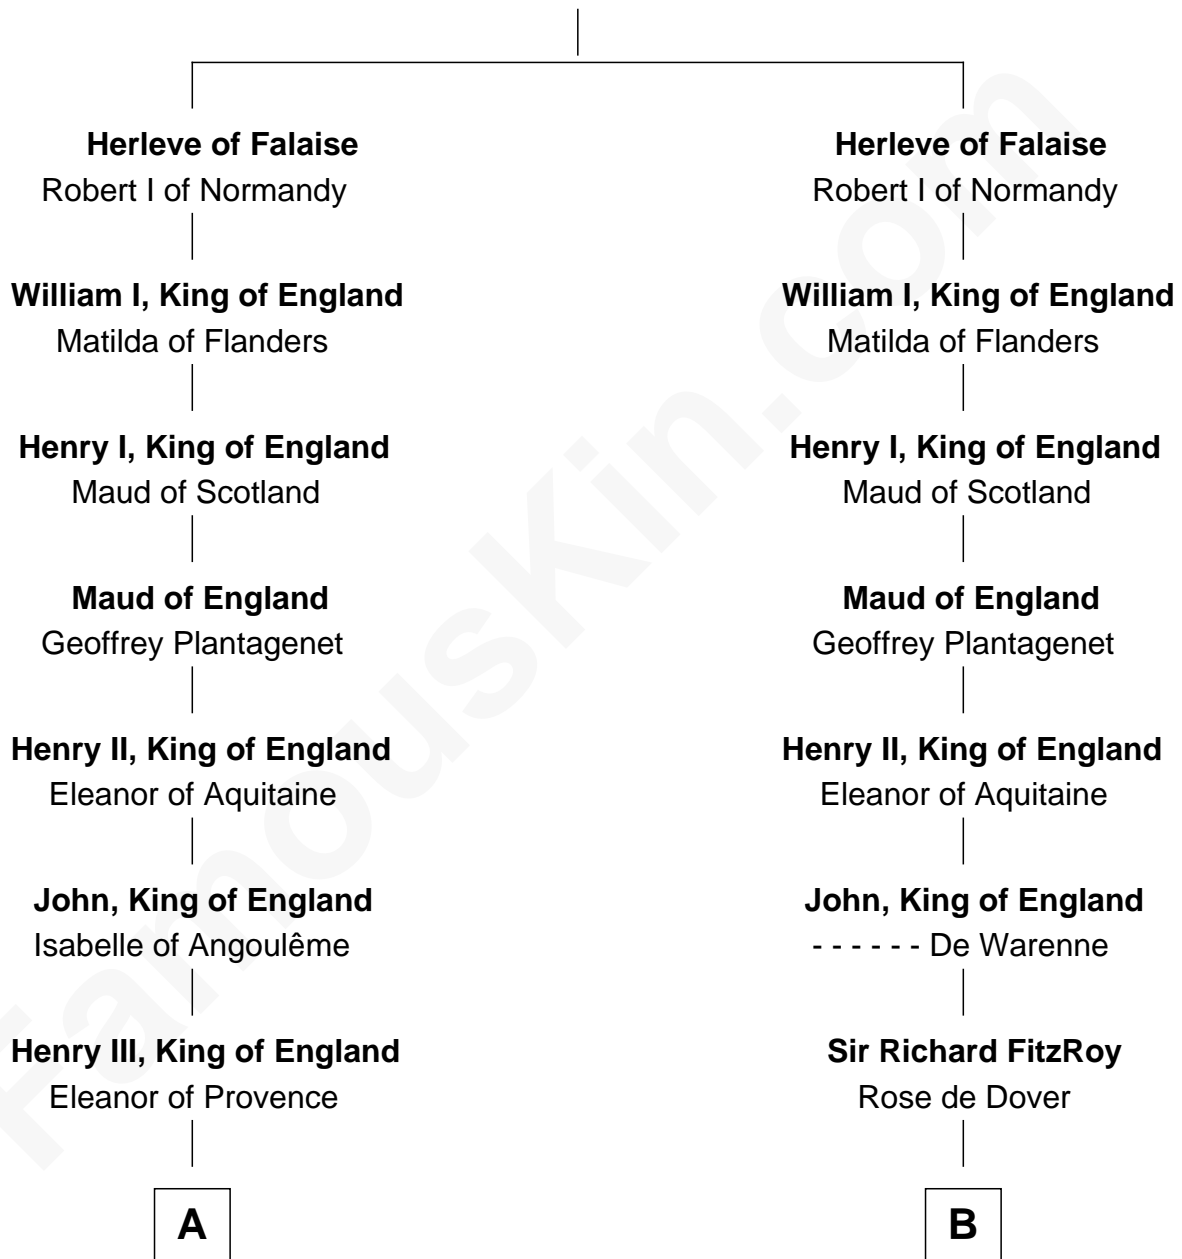 Herleve of Falaise
Robert I of Normandy
William I, King of England
Matilda of Flanders
Henry I, King of England
Maud of Scotland
Maud of England
Geoffrey Plantagenet
Henry II, King of England
Eleanor of Aquitaine
John, King of England
Isabelle of Angoulême
Henry III, King of England
Eleanor of Provence
A
Herleve of Falaise
Robert I of Normandy
William I, King of England
Matilda of Flanders
Henry I, King of England
Maud of Scotland
Maud of England
Geoffrey Plantagenet
Henry II, King of England
Eleanor of Aquitaine
John, King of England
- - - - - - De Warenne
Sir Richard FitzRoy
Rose de Dover
B
FamousKin.com